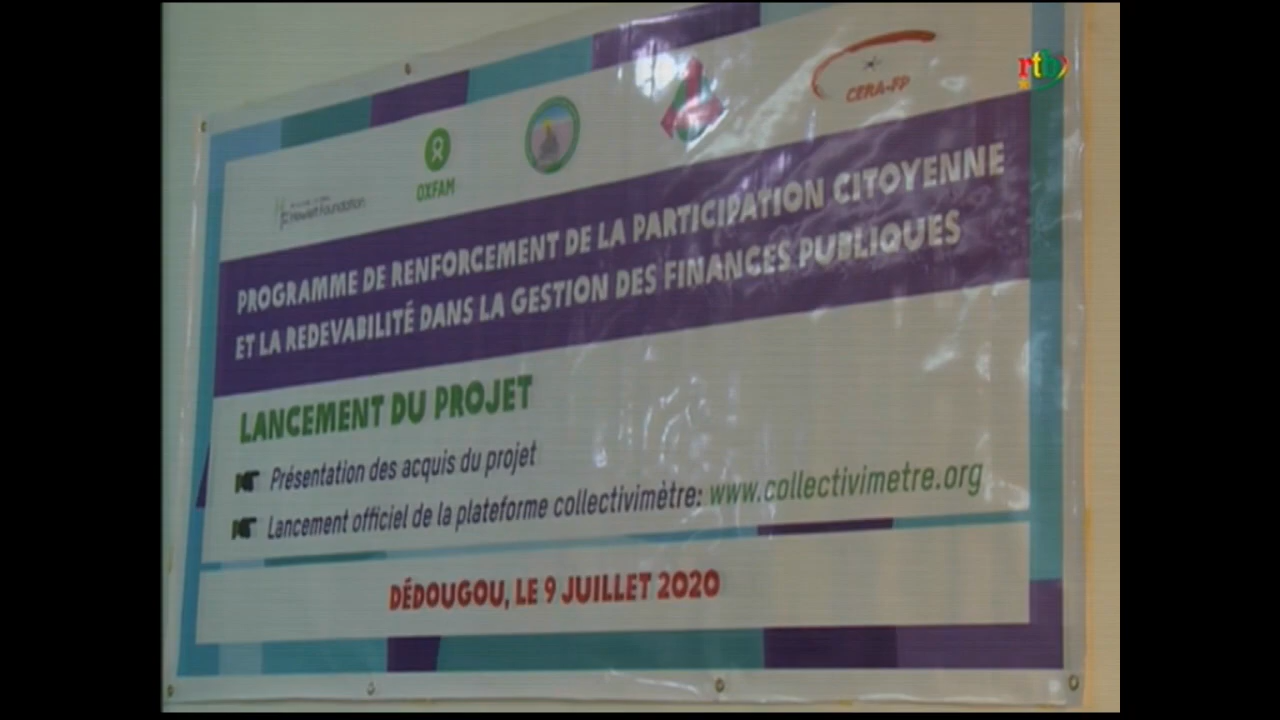 rtb
CERA-FP
OXFAM
Hewlett Foundation
PROGRAMME DE RENFORCEMENT DE LA PARTICIPATION CITOYENNE
ET LA REDEVABILITÉ DANS LA GESTION DES FINANCES PUBLIQUES
LANCEMENT DU PROJET
Présentation des acquis du projet
Lancement officiel de la plateforme collectivimètre: www.collectivimetre.org
DÉDOUGOU, LE 9 JUILLET 2020